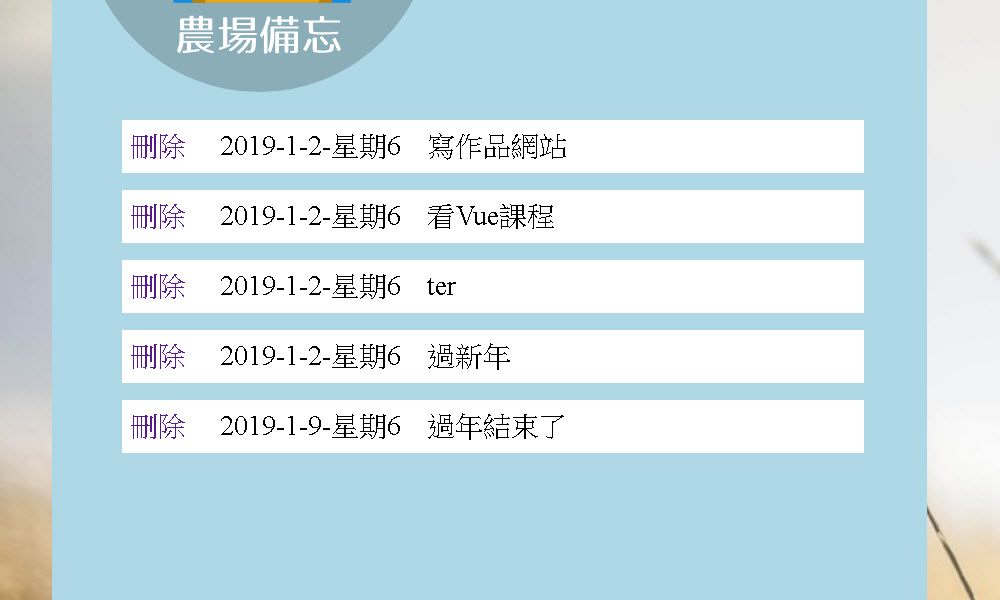 農場備忘
刪除 2019-1-2-星期6 寫作品網站
刪除 2019-1-2-星期6 看Vue課程
刪除 2019-1-2-星期6 ter
刪除 2019-1-2-星期6 過新年
刪除 2019-1-9-星期6 過年結束了